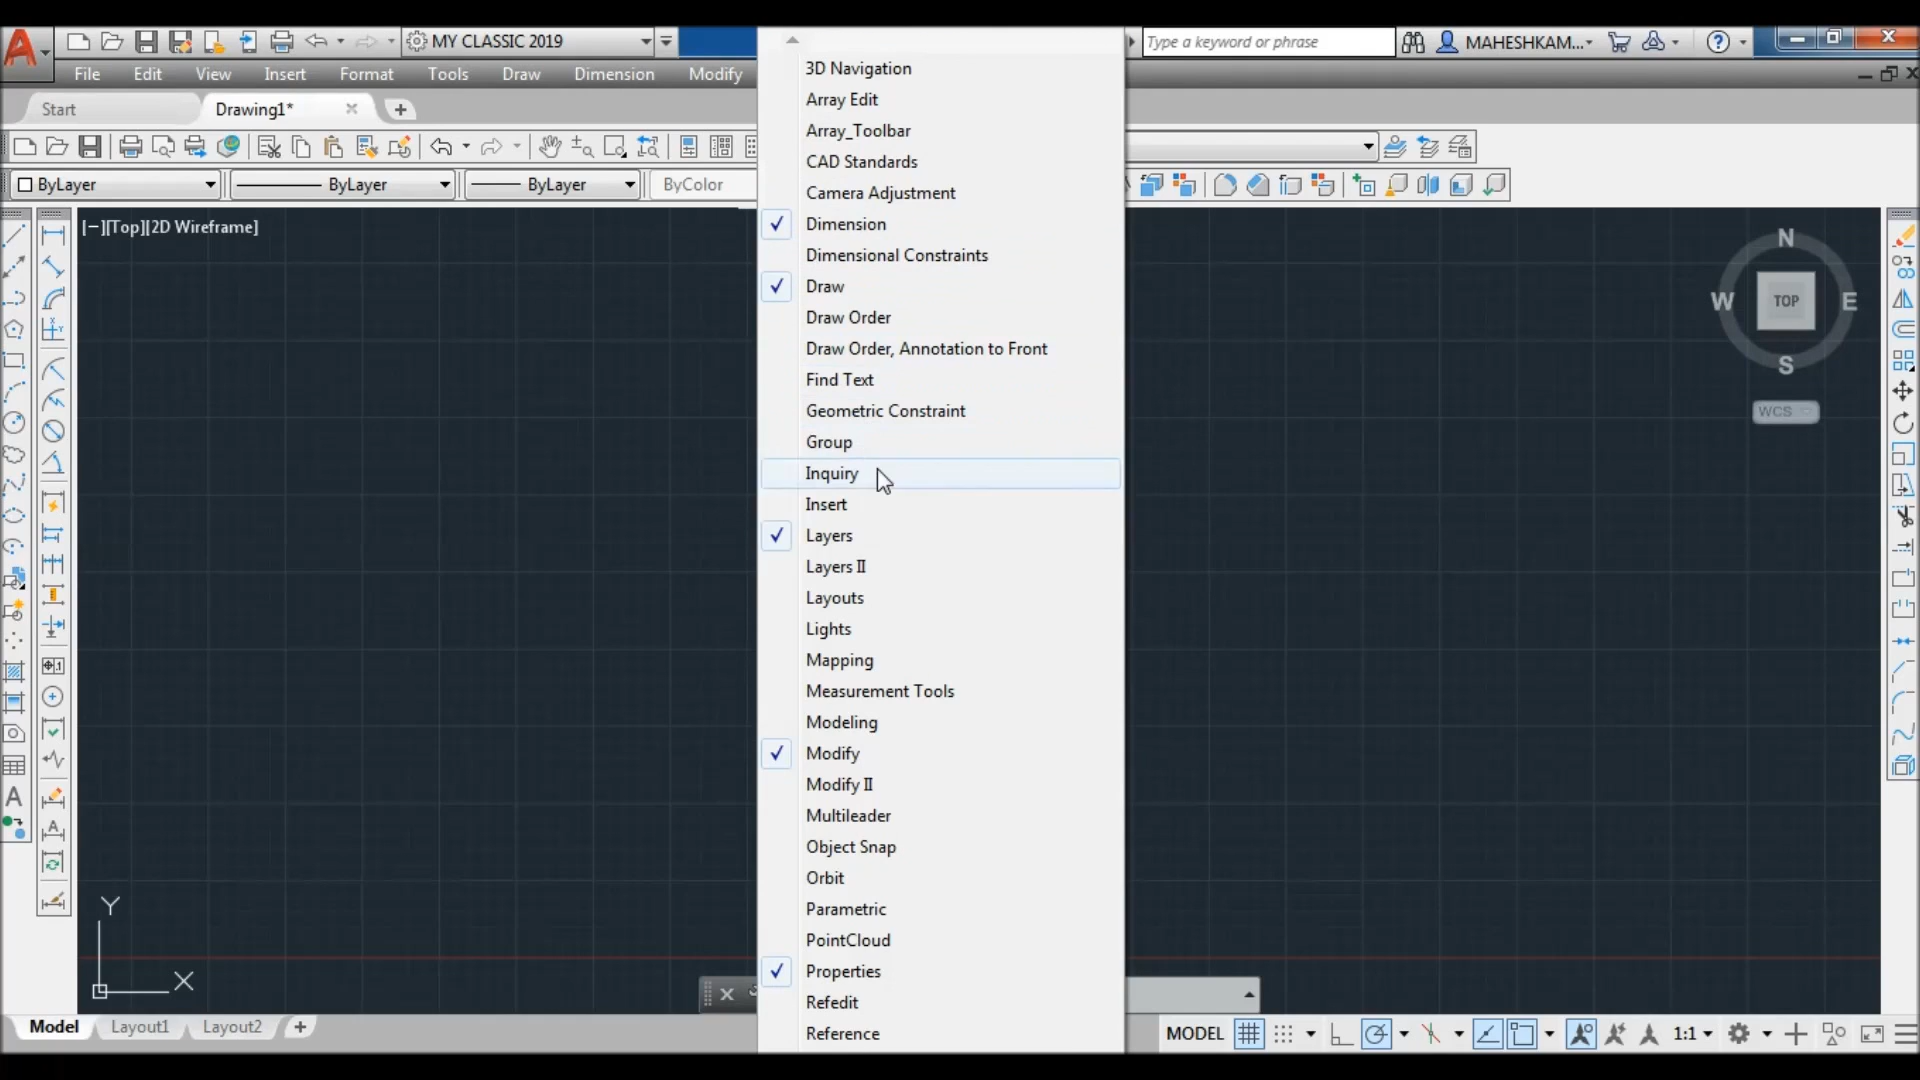 MY CLASSIC 2019
Type a keyword or phrase
MAHESHKAM...
File Edit View Insert Format Tools Draw Dimension Modify
Start
Drawing1*
ByLayer
ByLayer
ByLayer
ByColor
[−][Top][2D Wireframe]
3D Navigation
Array Edit
Array_Toolbar
CAD Standards
Camera Adjustment
Dimension
Dimensional Constraints
Draw
Draw Order
Draw Order, Annotation to Front
Find Text
Geometric Constraint
Group
Inquiry
Insert
Layers
Layers II
Layouts
Lights
Mapping
Measurement Tools
Modeling
Modify
Modify II
Multileader
Object Snap
Orbit
Parametric
PointCloud
Properties
Refedit
Reference
N
W
TOP
E
S
WCS
Y
X
Model
Layout1
Layout2
MODEL
1:1